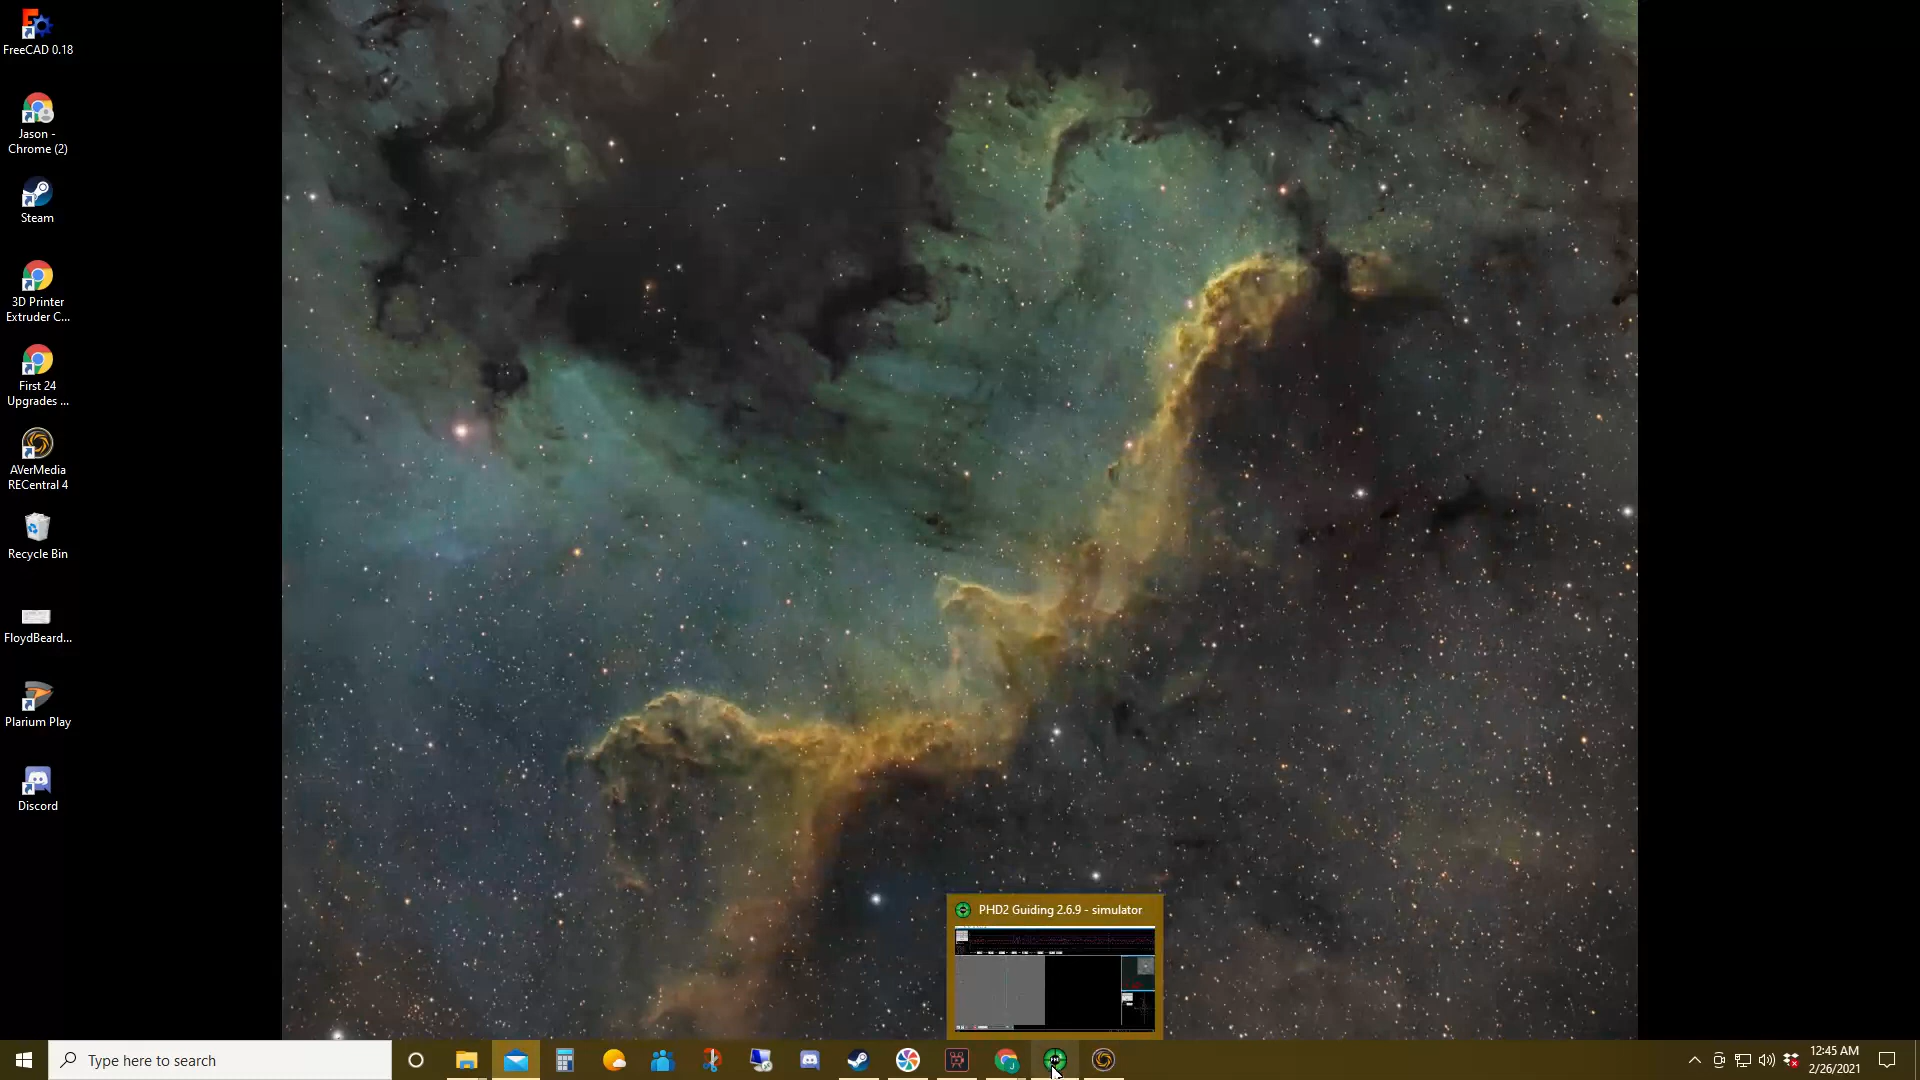 FreeCAD 0.18
Jason -
Chrome (2)
Steam
3D Printer
Extruder C...
First 24
Upgrades ...
AVerMedia
RECentral 4
Recycle Bin
FloydBeard...
Plarium Play
Discord
PHD2 Guiding 2.6.9 - simulator
Type here to search
12:45 AM
2/26/2021